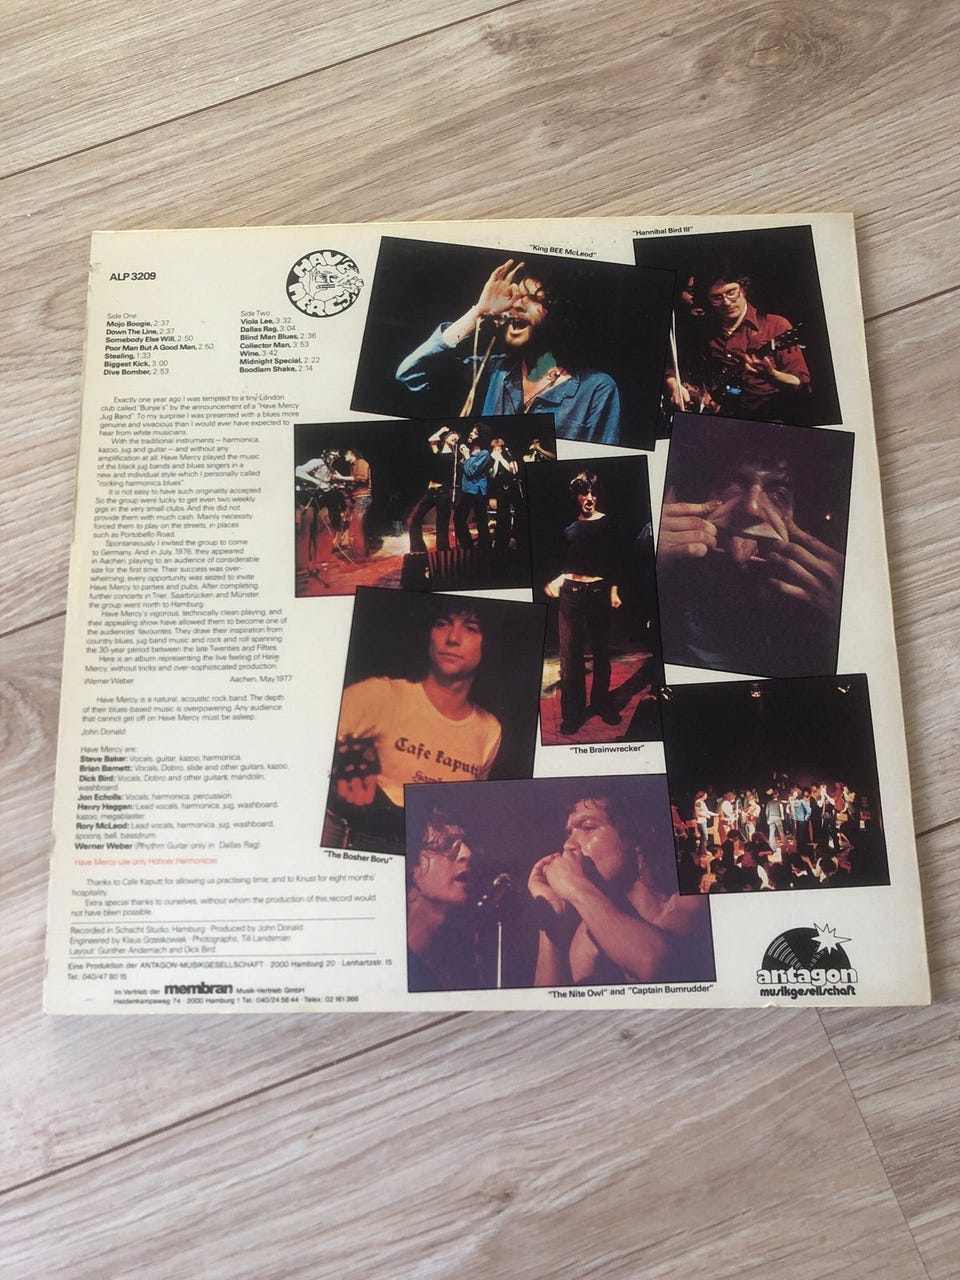 ALP 3209
HAVE
MERCY
Side One:
Mojo Boogie, 2:37
Down The Line, 2:37
Somebody Else Will, 2:50
Poor Man But A Good Man, 2:50
Stealing, 1:33
Biggest Kick, 3:00
Dive Bomber, 2:53
Side Two:
Viola Lee, 3:32
Dallas Rag, 3:04
Blind Man Blues, 2:36
Collector Man, 3:53
Wine, 3:42
Midnight Special, 2:22
Boodlam Shake, 2:14
Exactly one year ago I was tempted to a tiny London
club called "Bunjie's" by the announcement of a "Have Mercy
Jug Band". To my surprise I was presented with a blues more
genuine and vivacious than I would ever have expected to
hear from white musicians.
With the traditional instruments – harmonica,
kazoo, jug and guitar – and without any
amplification at all, Have Mercy played the music
of the black jug bands and blues singers in a
new and individual style which I personally called
"rocking harmonica blues".
It is not easy to have such originality accepted.
So the group were lucky to get even two weekly
gigs in the very small clubs. And this did not
provide them with much cash. Mainly necessity
forced them to play on the streets, in places
such as Portobello Road.
Spontaneously I invited the group to come
to Germany. And in July, 1976, they appeared
in Aachen, playing to an audience of considerable
size for the first time. Their success was over-
whelming; every opportunity was seized to invite
Have Mercy to parties and pubs. After completing
further concerts in Trier, Saarbrücken and Münster
the group went north to Hamburg.
Have Mercy's vigorous, technically clean playing, and
their appealing show have allowed them to become one of
the audiences' favourites. They draw their inspiration from
country blues, jug band music and rock and roll spanning
the 30-year period between the late Twenties and Fifties.
Here is an album representing the live feeling of Have
Mercy, without tricks and over-sophisticated production.
Werner Weber Aachen, May 1977
Have Mercy is a natural, acoustic rock band. The depth
of their blues-based music is overpowering. Any audience
that cannot get off on Have Mercy must be asleep.
John Donald
Have Mercy are:
Steve Baker: Vocals, guitar, kazoo, harmonica.
Brian Barnett: Vocals, Dobro, slide and other guitars, kazoo.
Dick Bird: Vocals, Dobro and other guitars, mandolin,
washboard.
Jon Echolls: Vocals, harmonica, percussion.
Henry Heggen: Lead vocals, harmonica, jug, washboard,
kazoo, megablaster.
Rory McLeod: Lead vocals, harmonica, jug, washboard,
spoons, bell, bassdrum.
Werner Weber (Rhythm Guitar only in Dallas Rag)
Have Mercy use only Hohner Harmonicas
Thanks to Cafe Kaputt for allowing us practising time, and to Knust for eight months'
hospitality.
Extra special thanks to ourselves, without whom the production of this record would
not have been possible.
Recorded in Schacht Studio, Hamburg · Produced by John Donald
Engineered by Klaus Grzeskowiak · Photographs, Till Landsman
Layout: Gunther Andernach and Dick Bird.
Eine Produktion der ANTAGON-MUSIKGESELLSCHAFT · 2000 Hamburg 20 · Lenhartzstr. 15
Tel.: 040/47 80 15
Im Vertrieb der membran Musik-Vertrieb GmbH
Heidenkampsweg 74 · 2000 Hamburg 1 Tel.: 040/24 56 44 · Telex: 02 161 366
"King BEE McLeod"
"Hannibal Bird III"
"The Brainwrecker"
Cafe kaputt
"The Bosher Boru"
"The Nite Owl" and "Captain Bumrudder"
antagon
musikgesellschaft